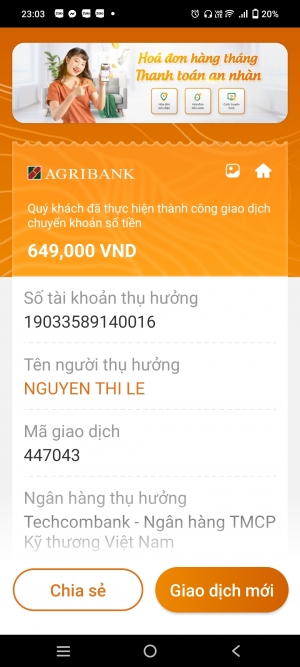 23:03
20%
Hoá đơn hàng tháng
Thanh toán an nhàn
AGRIBANK
Quý khách đã thực hiện thành công giao dịch
chuyển khoản số tiền
649,000 VND
Số tài khoản thụ hưởng
19033589140016
Tên người thụ hưởng
NGUYEN THI LE
Mã giao dịch
447043
Ngân hàng thụ hưởng
Techcombank - Ngân hàng TMCP
Kỹ thương Việt Nam
Chia sẻ
Giao dịch mới